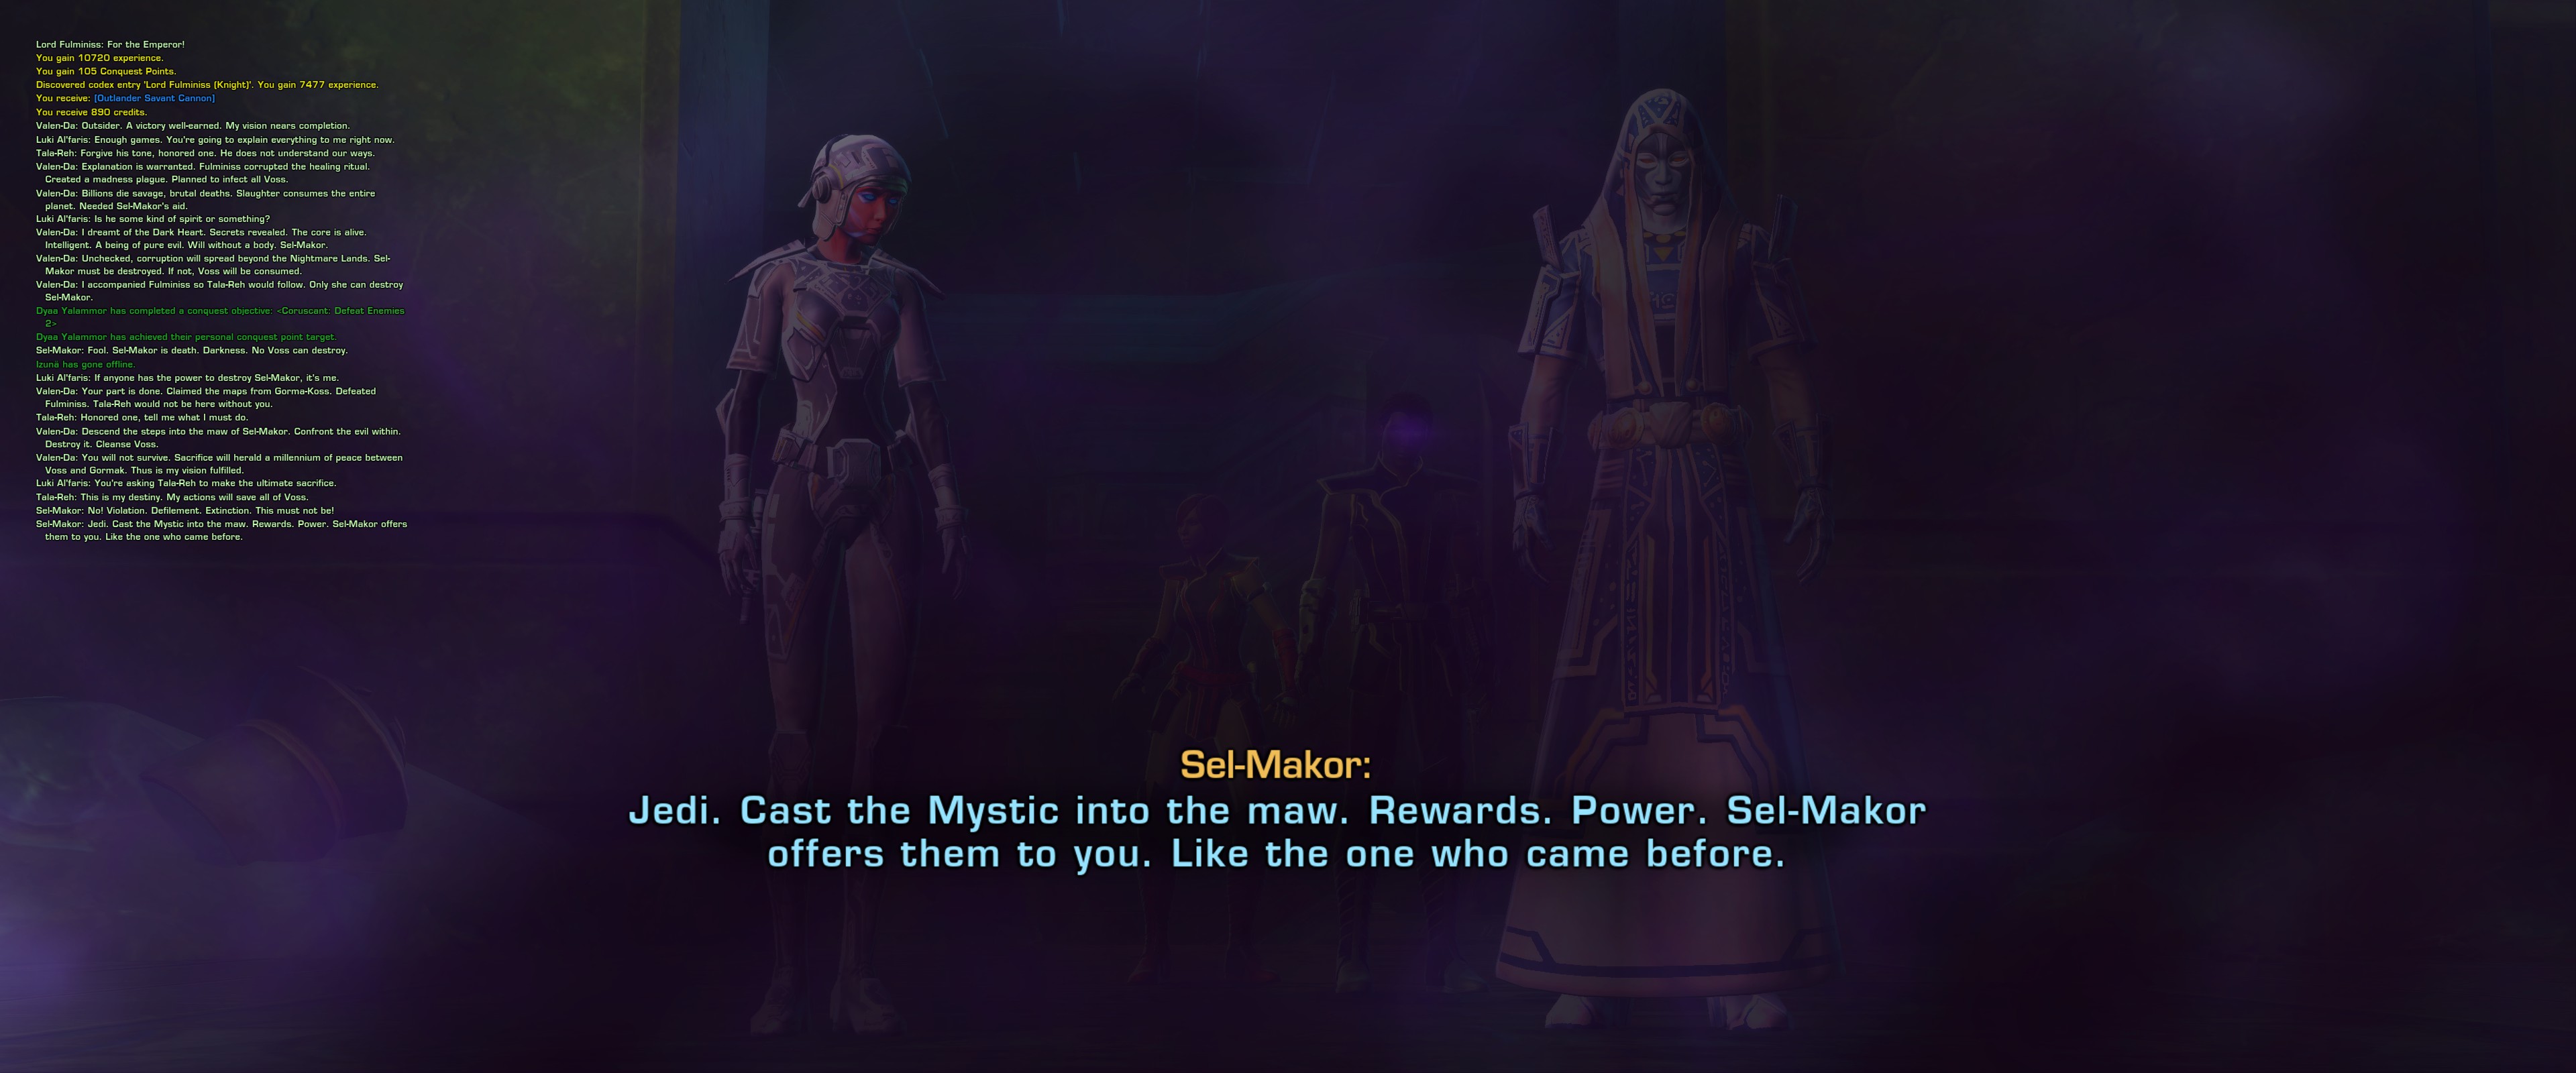 Lord Fulminiss: For the Emperor!
You gain 10720 experience.
You gain 105 Conquest Points.
Discovered codex entry 'Lord Fulminiss (Knight)'. You gain 7477 experience.
You receive: [Outlander Savant Cannon]
You receive 890 credits.
Valen-Da: Outsider. A victory well-earned. My vision nears completion.
Luki Al'faris: Enough games. You're going to explain everything to me right now.
Tala-Reh: Forgive his tone, honored one. He does not understand our ways.
Valen-Da: Explanation is warranted. Fulminiss corrupted the healing ritual.
Created a madness plague. Planned to infect all Voss.
Valen-Da: Billions die savage, brutal deaths. Slaughter consumes the entire
planet. Needed Sel-Makor's aid.
Luki Al'faris: Is he some kind of spirit or something?
Valen-Da: I dreamt of the Dark Heart. Secrets revealed. The core is alive.
Intelligent. A being of pure evil. Will without a body. Sel-Makor.
Valen-Da: Unchecked, corruption will spread beyond the Nightmare Lands. Sel-
Makor must be destroyed. If not, Voss will be consumed.
Valen-Da: I accompanied Fulminiss so Tala-Reh would follow. Only she can destroy
Sel-Makor.
Dyaa Yalammor has completed a conquest objective: <Coruscant: Defeat Enemies
2>
Dyaa Yalammor has achieved their personal conquest point target.
Sel-Makor: Fool. Sel-Makor is death. Darkness. No Voss can destroy.
Izunà has gone offline.
Luki Al'faris: If anyone has the power to destroy Sel-Makor, it's me.
Valen-Da: Your part is done. Claimed the maps from Gorma-Koss. Defeated
Fulminiss. Tala-Reh would not be here without you.
Tala-Reh: Honored one, tell me what I must do.
Valen-Da: Descend the steps into the maw of Sel-Makor. Confront the evil within.
Destroy it. Cleanse Voss.
Valen-Da: You will not survive. Sacrifice will herald a millennium of peace between
Voss and Gormak. Thus is my vision fulfilled.
Luki Al'faris: You're asking Tala-Reh to make the ultimate sacrifice.
Tala-Reh: This is my destiny. My actions will save all of Voss.
Sel-Makor: No! Violation. Defilement. Extinction. This must not be!
Sel-Makor: Jedi. Cast the Mystic into the maw. Rewards. Power. Sel-Makor offers
them to you. Like the one who came before.
Sel-Makor:
Jedi. Cast the Mystic into the maw. Rewards. Power. Sel-Makor
offers them to you. Like the one who came before.